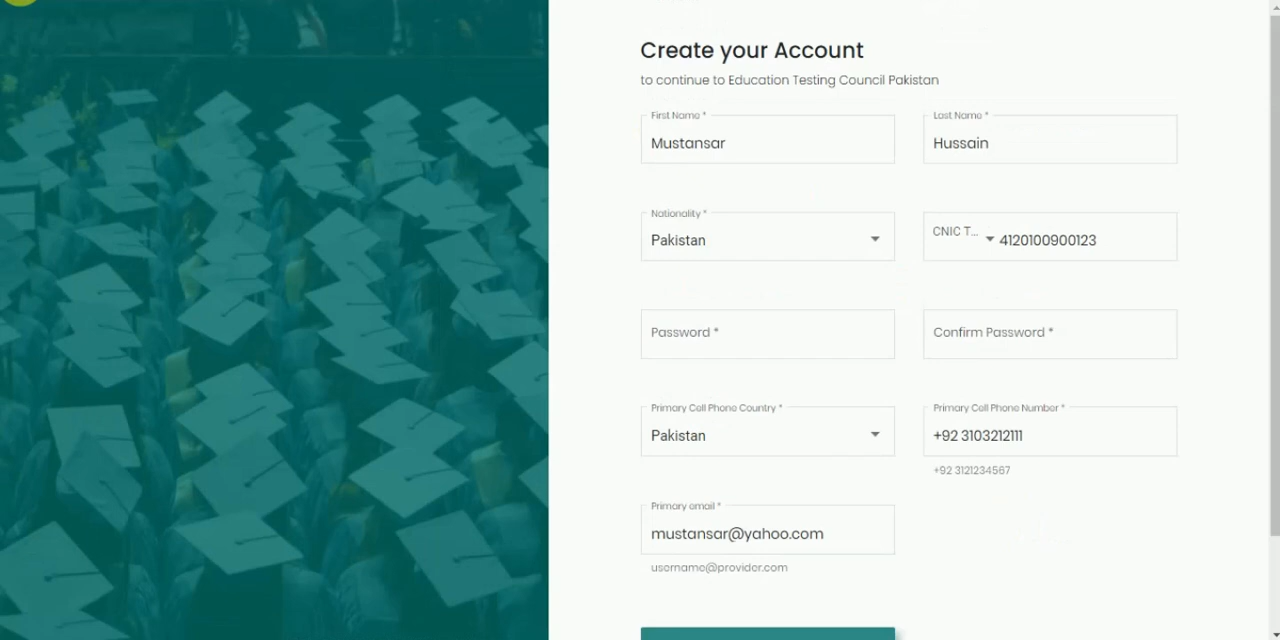 Create your Account
to continue to Education Testing Council Pakistan
First Name * Last Name *
Mustansar Hussain
Nationality * CNIC T...
Pakistan 4120100900123
Password * Confirm Password *
Primary Cell Phone Country * Primary Cell Phone Number *
Pakistan +92 3103212111
+92 3121234567
Primary email *
mustansar@yahoo.com
username@provider.com